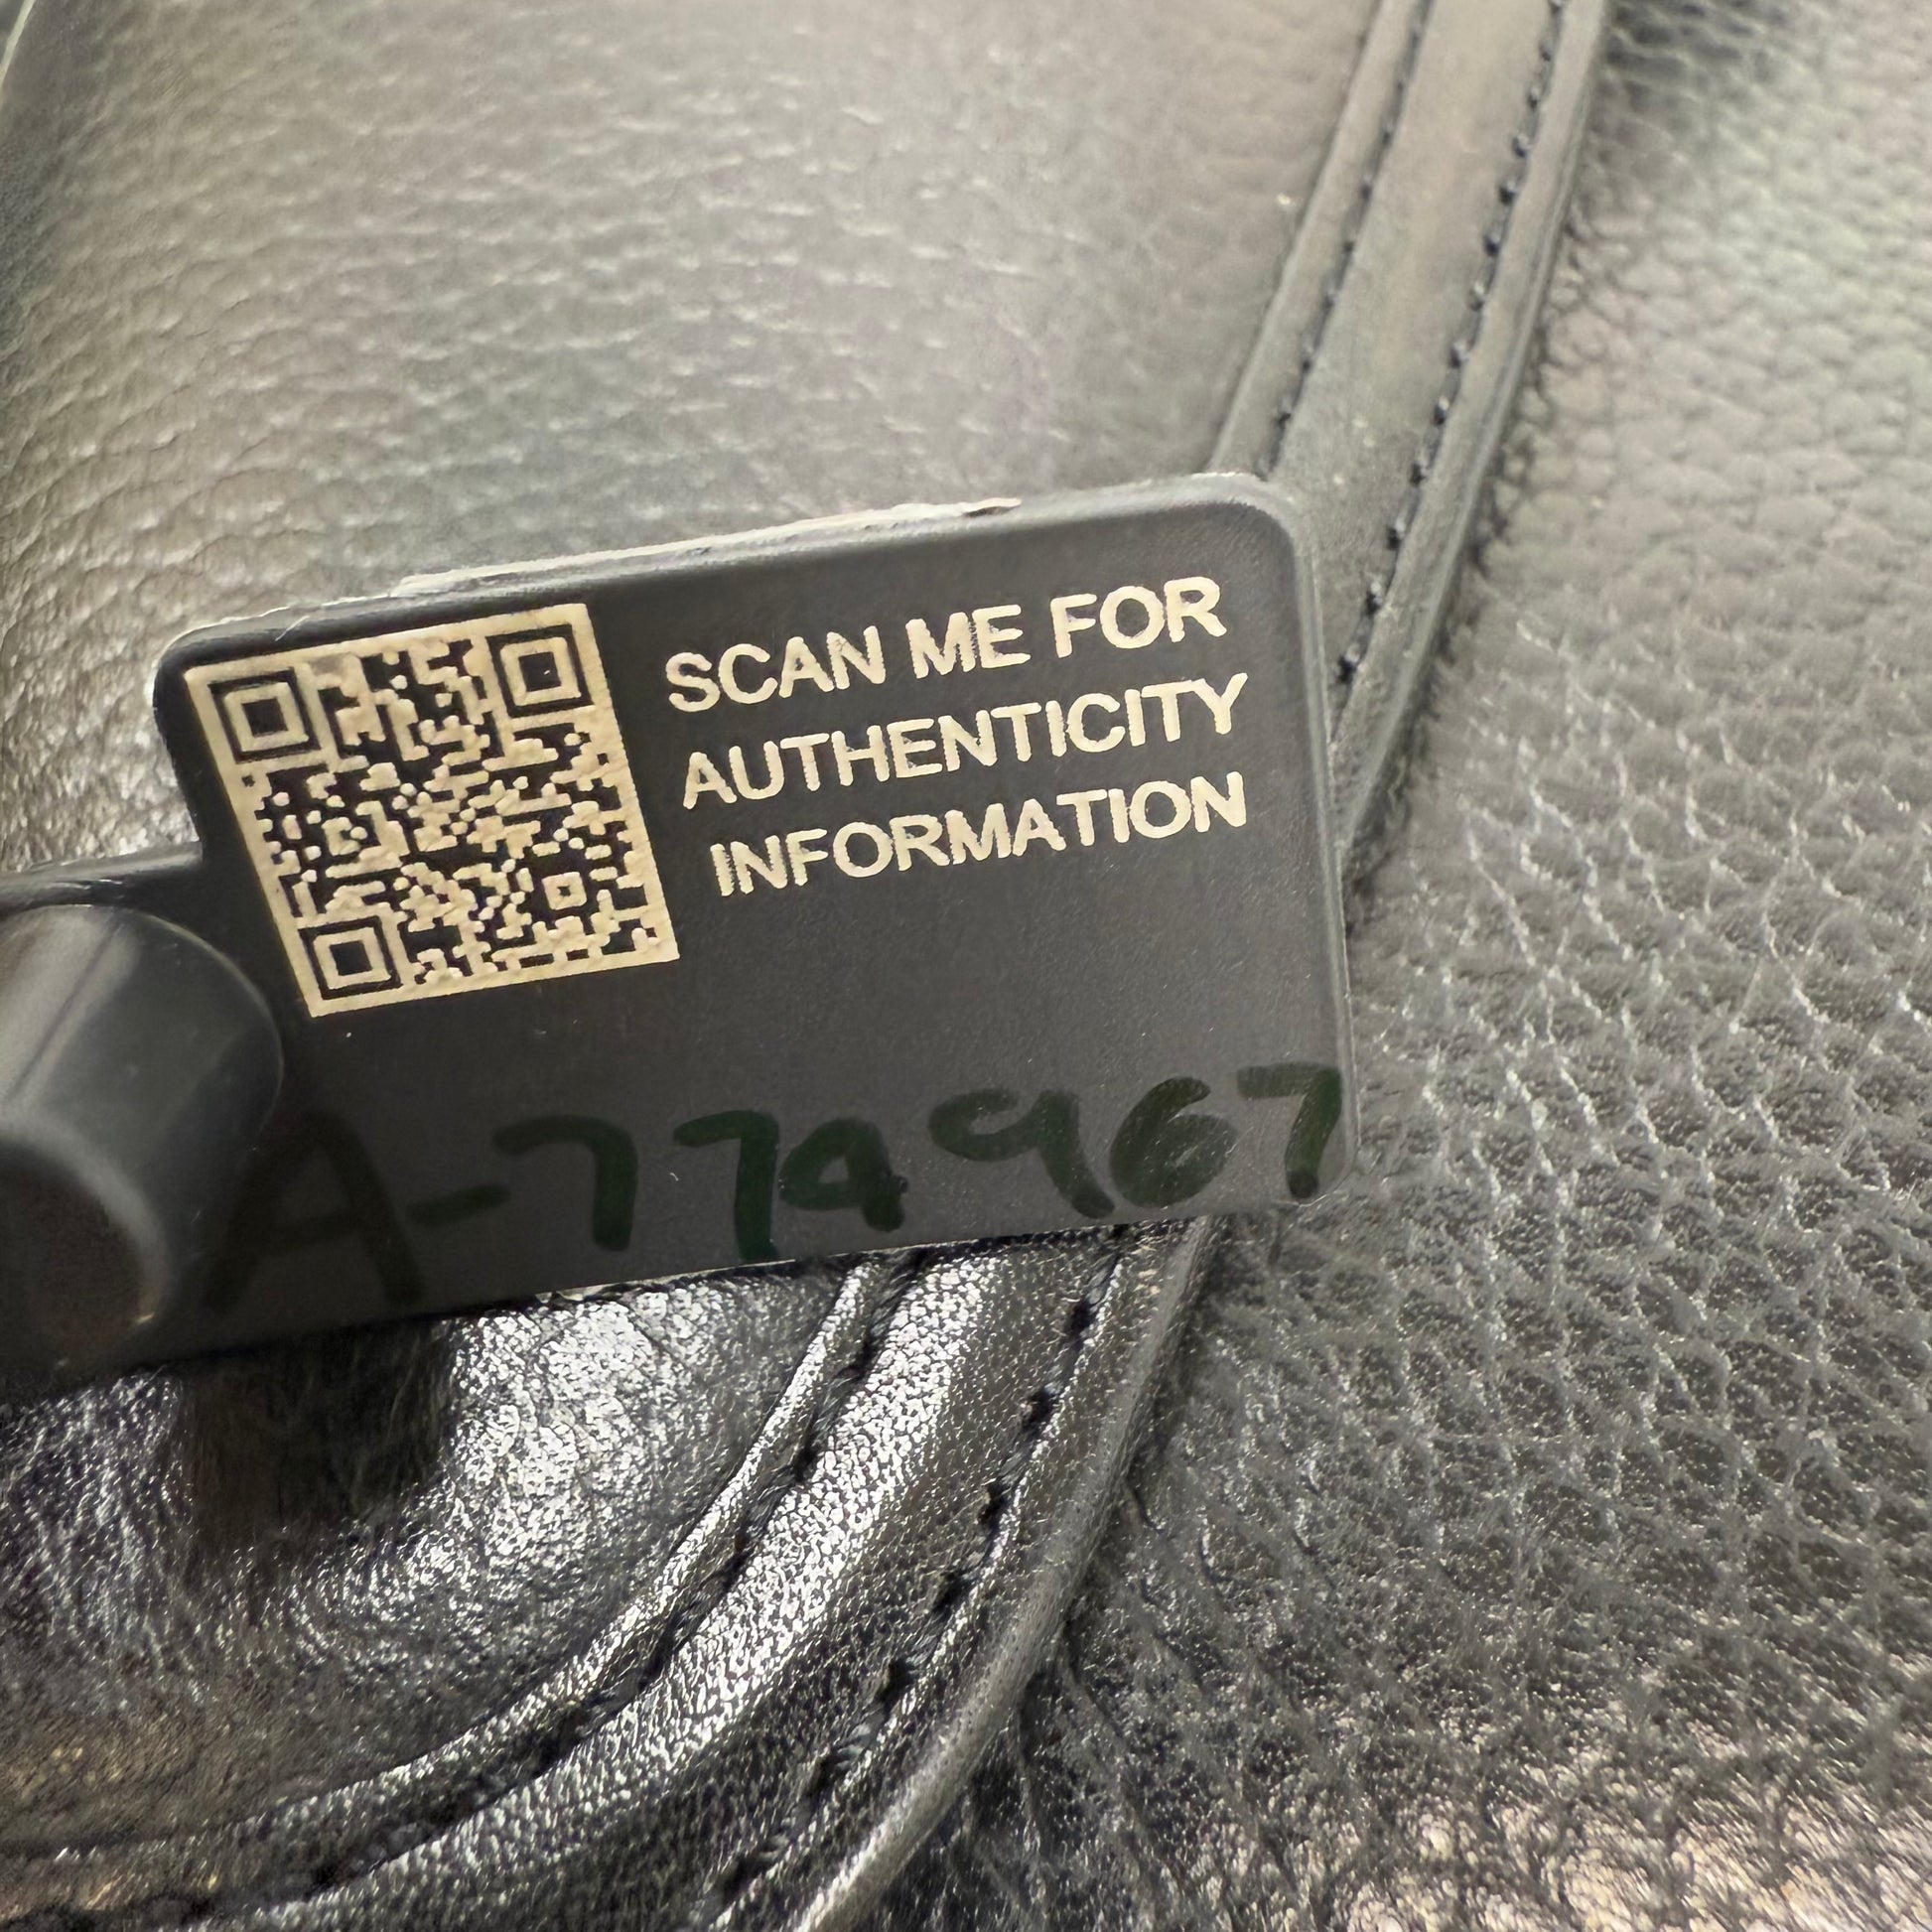 SCAN ME FOR
AUTHENTICITY
INFORMATION
A-774967